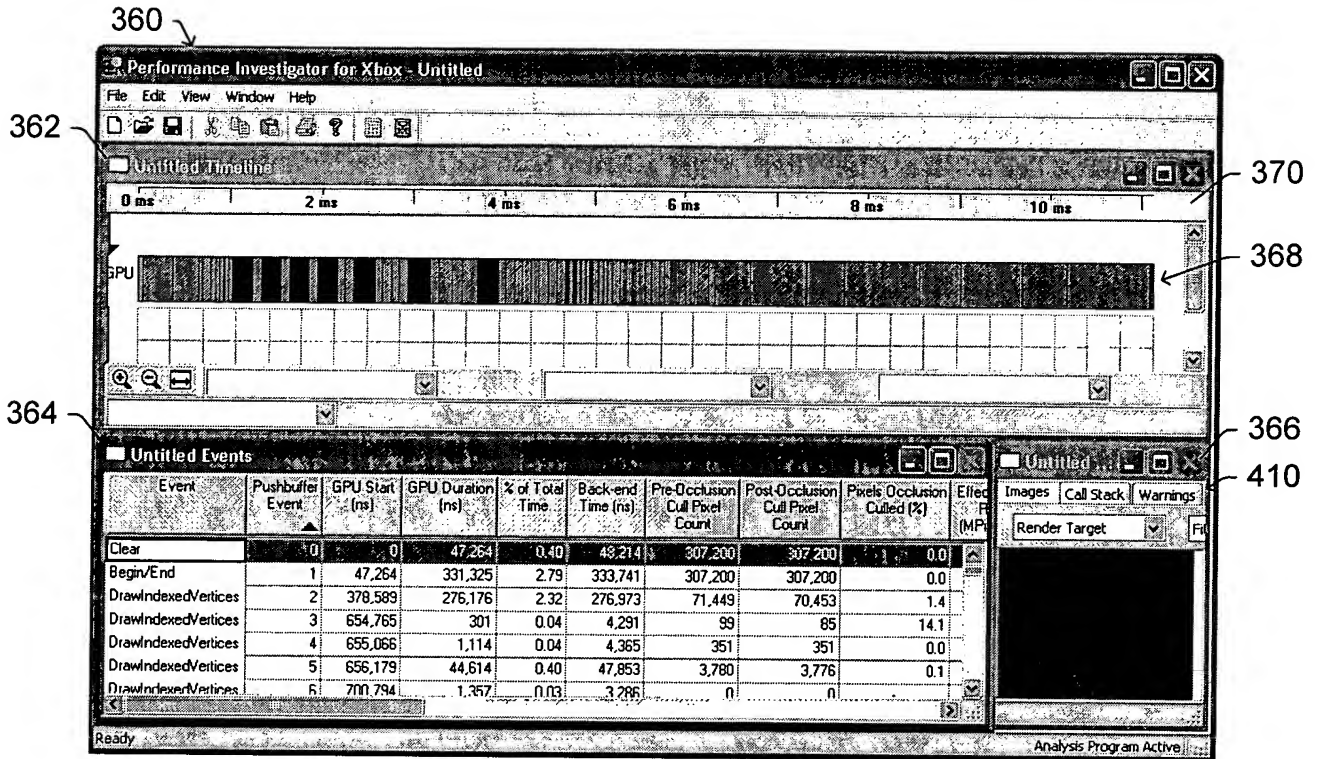 360
Performance Investigator for Xbox - Untitled
File Edit View Window Help
362
Untitled Timeline
370
0 ms 2 ms 4 ms 6 ms 8 ms 10 ms
368
GPU
364
366
Untitled Events
Untitled ...
410
Event Pushbuffer Event GPU Start (ns) GPU Duration (ns) % of Total Time Back-end Time (ns) Pre-Occlusion Cull Pixel Count Post-Occlusion Cull Pixel Count Pixels Occlusion Culled (%) Effec (MPi
Images Call Stack Warnings
Render Target Fil
Clear 0 0 47,264 0.40 48,214 307,200 307,200 0.0
Begin/End 1 47,264 331,325 2.79 333,741 307,200 307,200 0.0
DrawIndexedVertices 2 378,589 276,176 2.32 276,973 71,449 70,453 1.4
DrawIndexedVertices 3 654,765 301 0.04 4,291 99 85 14.1
DrawIndexedVertices 4 655,066 1,114 0.04 4,365 351 351 0.0
DrawIndexedVertices 5 656,179 44,614 0.40 47,853 3,780 3,776 0.1
DrawIndexedVertices 6 700,794 1,357 0.03 3,286 0 0
Ready
Analysis Program Active